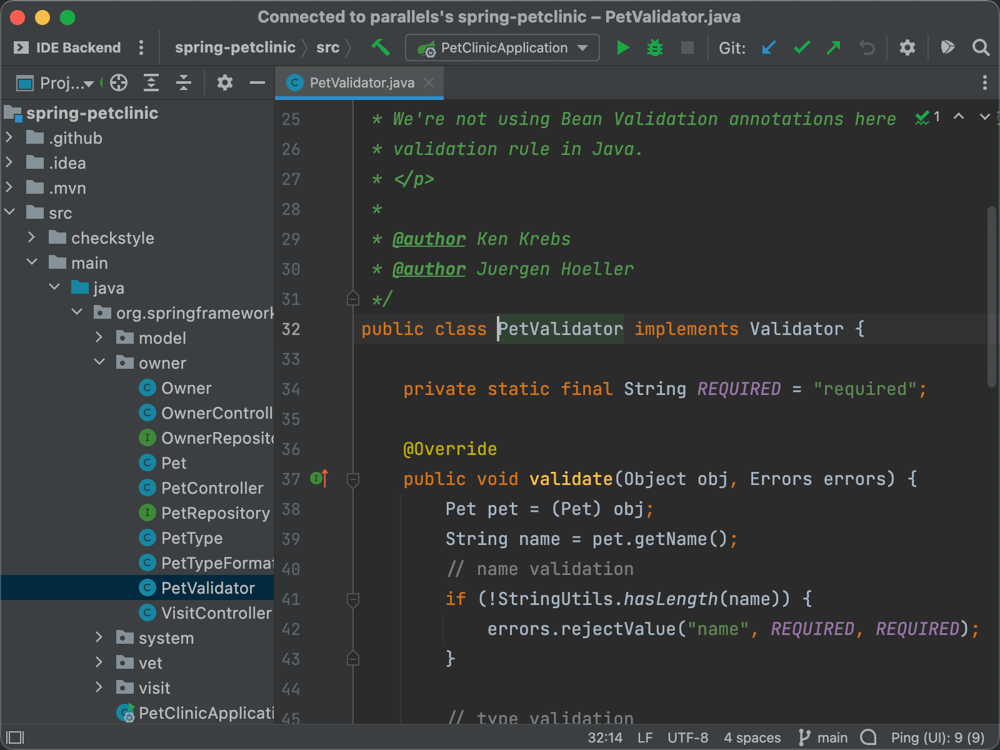 Connected to parallels's spring-petclinic – PetValidator.java
IDE Backend
spring-petclinic
src
PetClinicApplication
Git:
Proj...
PetValidator.java
spring-petclinic
.github
.idea
.mvn
src
checkstyle
main
java
org.springframework
model
owner
Owner
OwnerControll
OwnerReposito
Pet
PetController
PetRepository
PetType
PetTypeFormat
PetValidator
VisitController
system
vet
visit
PetClinicApplicati
25 * We're not using Bean Validation annotations here
1
26 * validation rule in Java.
27 * </p>
28 *
29 * @author Ken Krebs
30 * @author Juergen Hoeller
31 */
32 public class PetValidator implements Validator {
33
34 private static final String REQUIRED = "required";
35
36 @Override
37 public void validate(Object obj, Errors errors) {
38 Pet pet = (Pet) obj;
39 String name = pet.getName();
40 // name validation
41 if (!StringUtils.hasLength(name)) {
42 errors.rejectValue("name", REQUIRED, REQUIRED);
43 }
44
45 // type validation
32:14 LF UTF-8 4 spaces main Ping (UI): 9 (9)